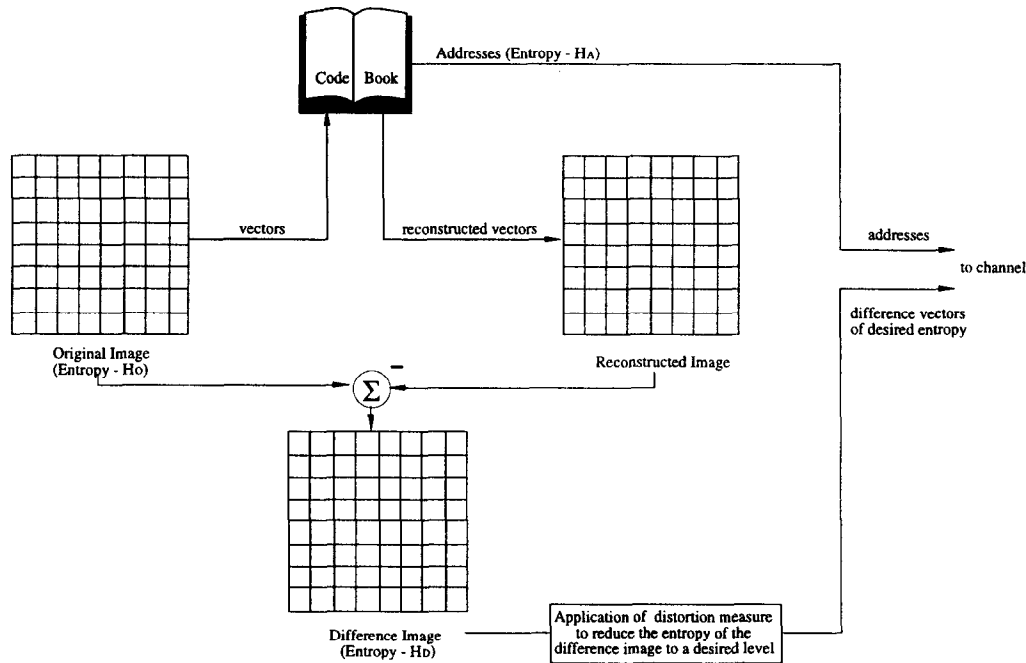 Addresses (Entropy - HA)
Code Book
vectors
reconstructed vectors
addresses
to channel
difference vectors
of desired entropy
Original Image
(Entropy - HO)
Reconstructed Image
−
Σ
Difference Image
(Entropy - HD)
Application of distortion measure
to reduce the entropy of the
difference image to a desired level